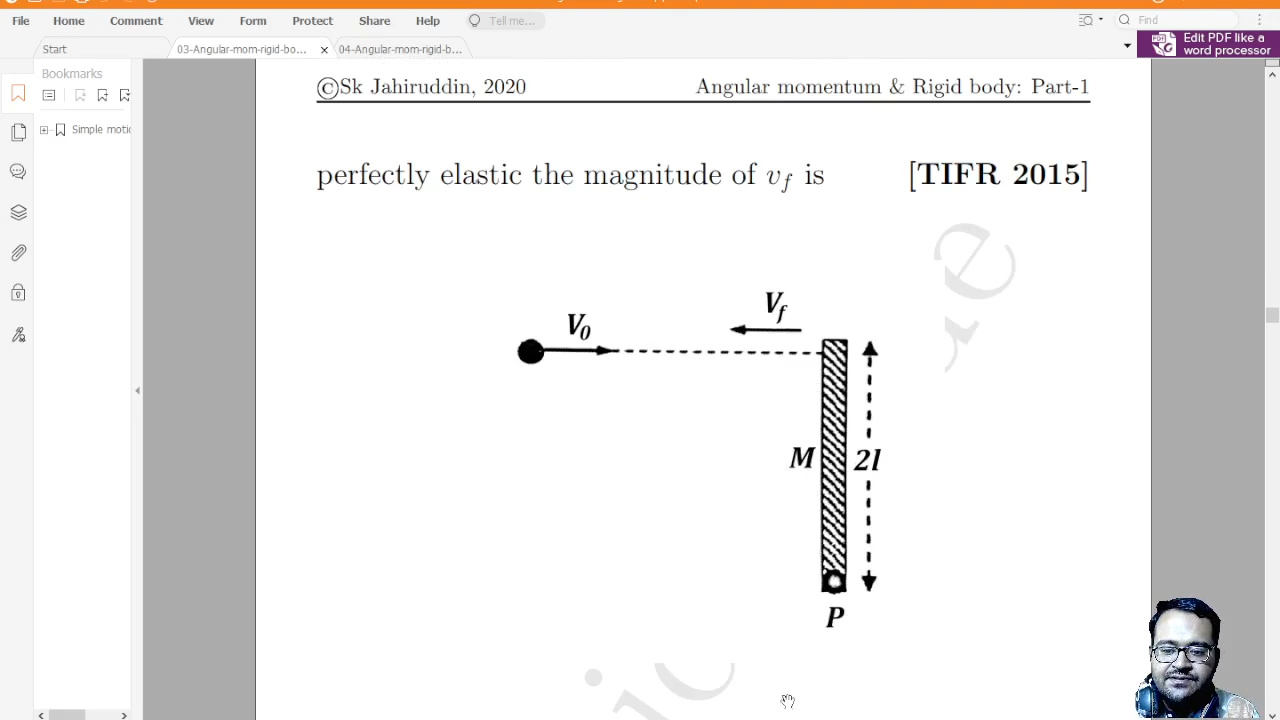 File Home Comment View Form Protect Share Help Tell me... Find
Edit PDF like a
word processor
Start 03-Angular-mom-rigid-bo... × 04-Angular-mom-rigid-b...
Bookmarks
Simple moti
©Sk Jahiruddin, 2020 Angular momentum & Rigid body: Part-1
perfectly elastic the magnitude of v_f is [TIFR 2015]
V_f
V_0
M 2l
P